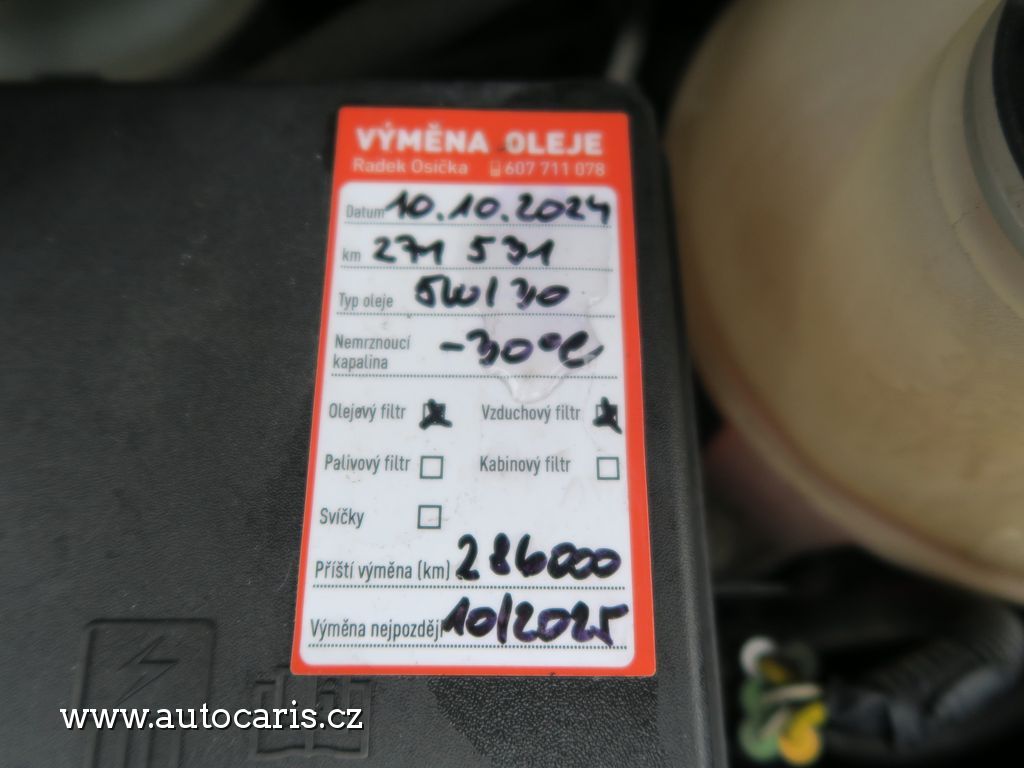 VÝMĚNA OLEJE
Radek Osička 607 711 078
Datum 10.10.2024
km 271 531
Typ oleje 5W/30
Nemrznoucí kapalina -30°C
Olejový filtr Vzduchový filtr
Palivový filtr Kabinový filtr
Svíčky
Příští výměna (km) 286000
Výměna nejpozději 10/2025
www.autocaris.cz